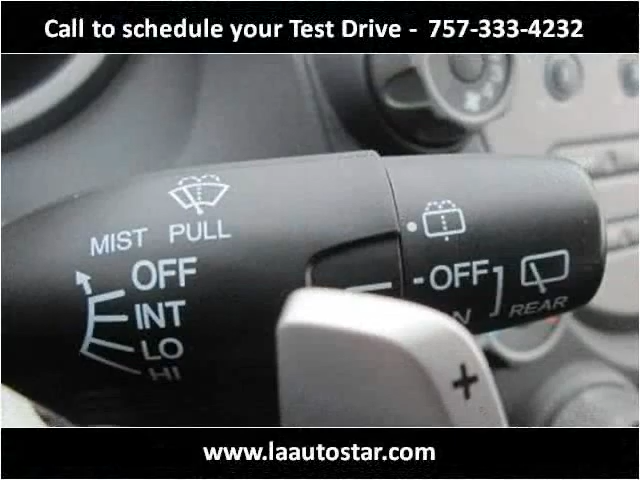 Call to schedule your Test Drive - 757-333-4232
MIST PULL
OFF
INT
LO
HI
-OFF
N
REAR
+
www.laautostar.com